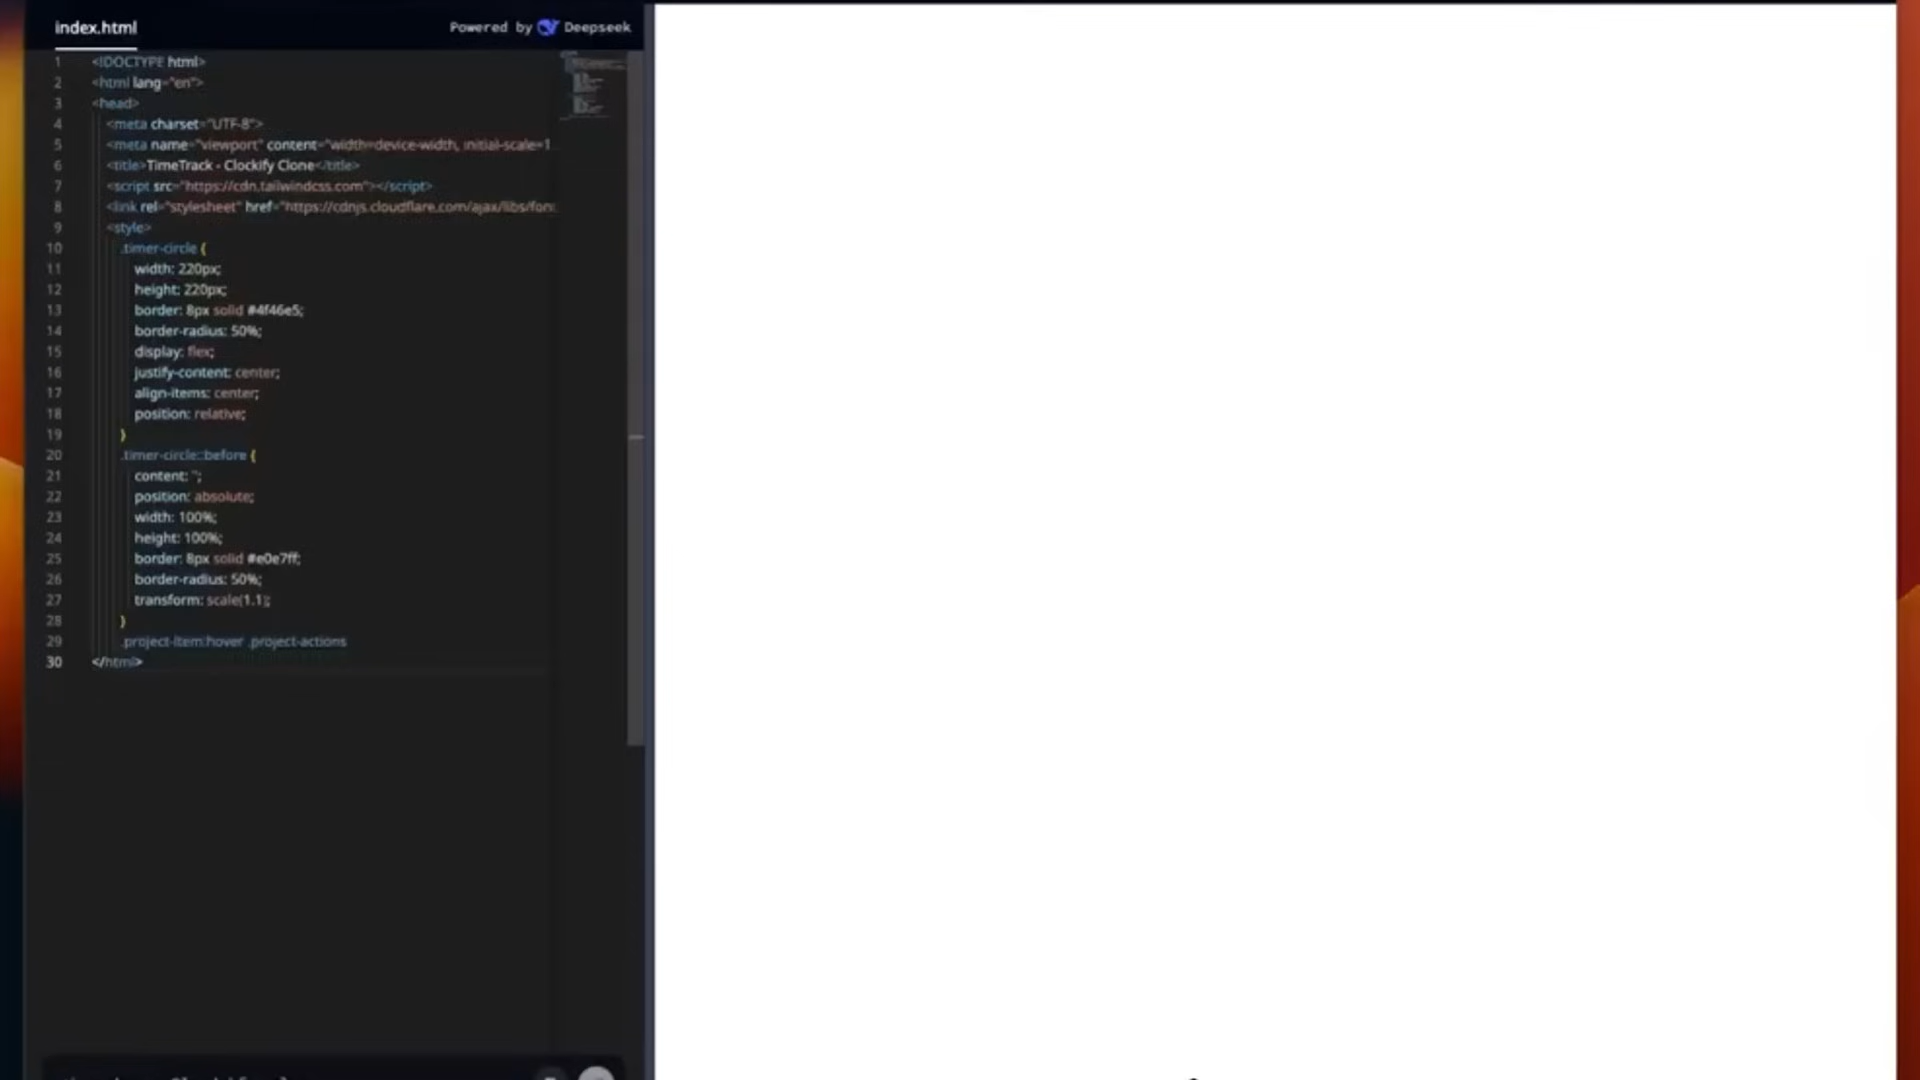 index.html
Powered by Deepseek
1 <!DOCTYPE html>
2 <html lang="en">
3 <head>
4 <meta charset="UTF-8">
5 <meta name="viewport" content="width=device-width, initial-scale=1.
6 <title>TimeTrack - Clockify Clone</title>
7 <script src="https://cdn.tailwindcss.com"></script>
8 <link rel="stylesheet" href="https://cdnjs.cloudflare.com/ajax/libs/font
9 <style>
10 .timer-circle {
11 width: 220px;
12 height: 220px;
13 border: 8px solid #4f46e5;
14 border-radius: 50%;
15 display: flex;
16 justify-content: center;
17 align-items: center;
18 position: relative;
19 }
20 .timer-circle::before {
21 content: '';
22 position: absolute;
23 width: 100%;
24 height: 100%;
25 border: 8px solid #e0e7ff;
26 border-radius: 50%;
27 transform: scale(1.1);
28 }
29 .project-item:hover .project-actions
30 </html>